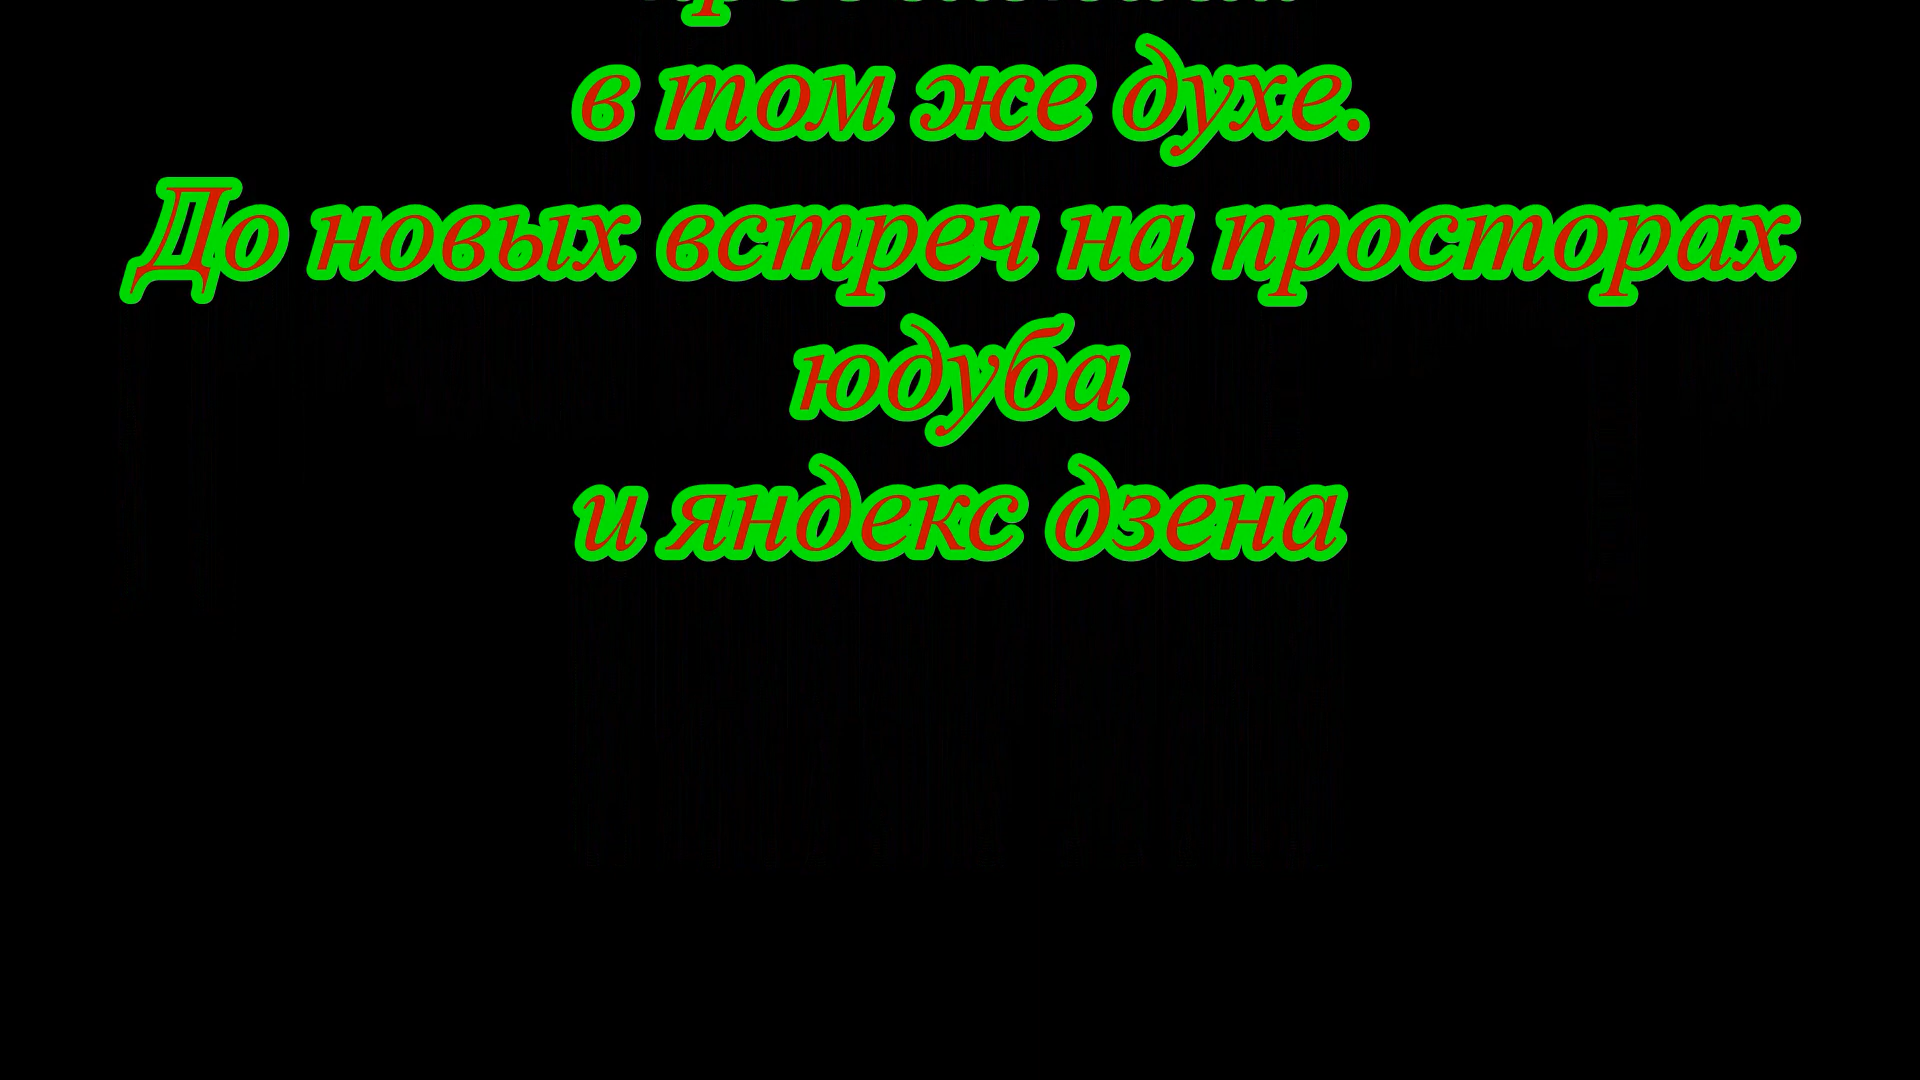 в том же духе.
До новых встреч на просторах
юдуба
и яндекс дзена